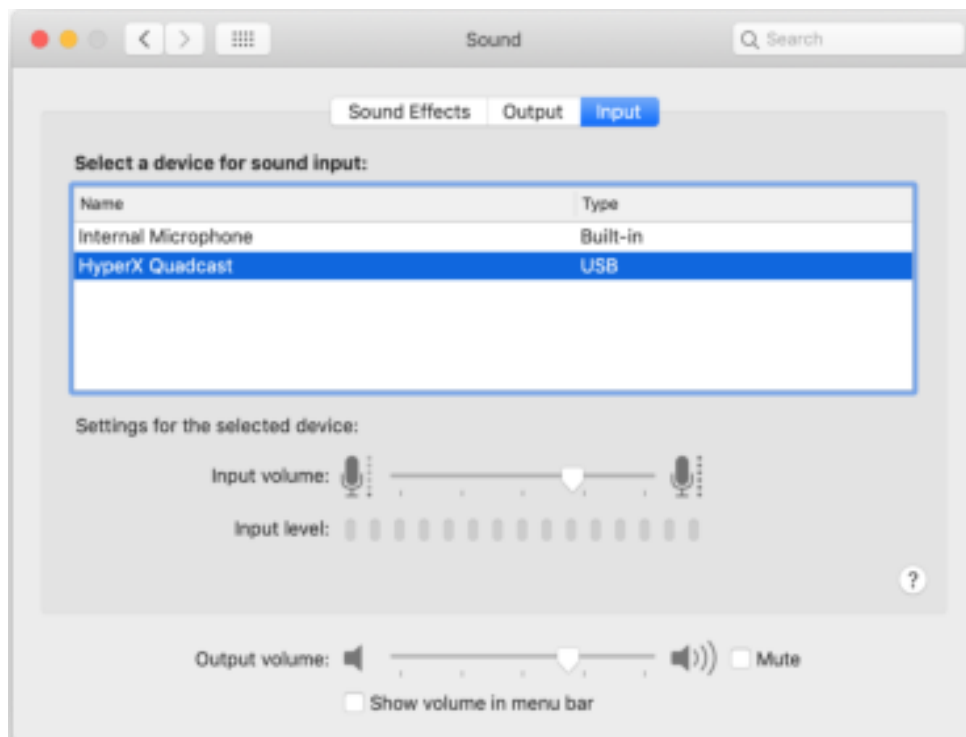 Sound
Search
Sound Effects Output Input
Select a device for sound input:
Name Type
Internal Microphone Built-in
HyperX Quadcast USB
Settings for the selected device:
Input volume:
Input level:
?
Output volume: Mute
Show volume in menu bar